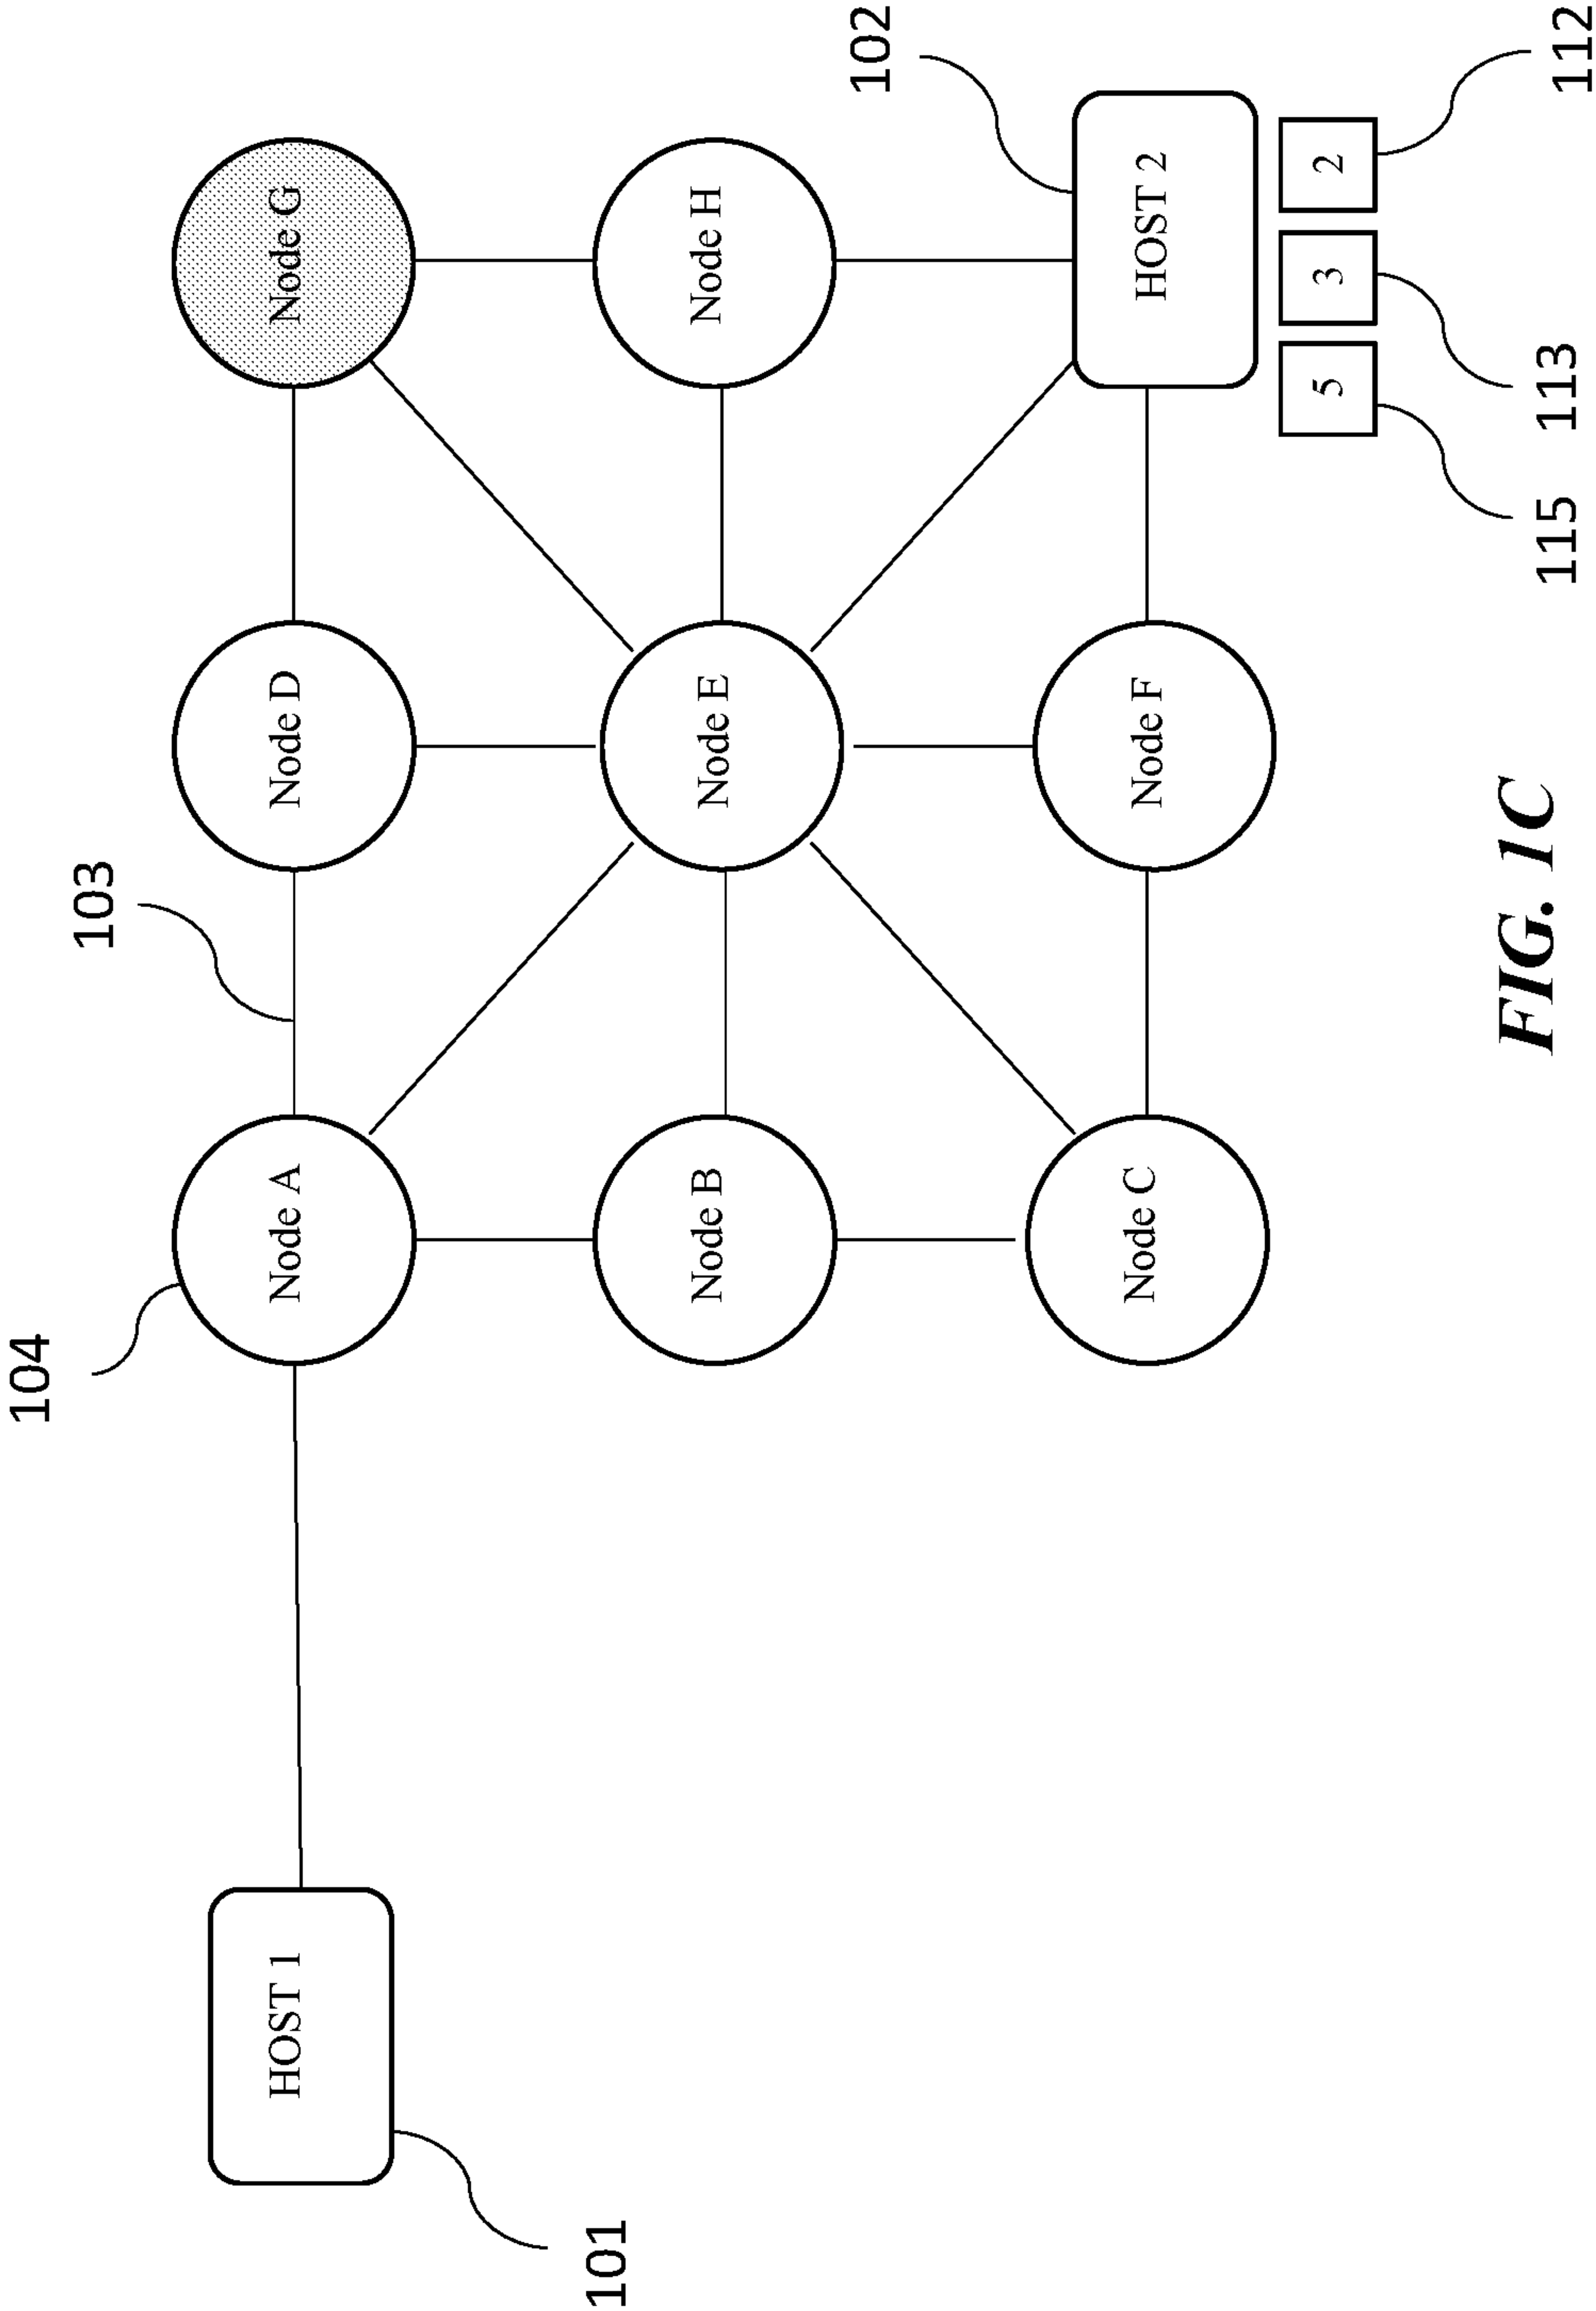 104
103
HOST 1
Node A
Node D
Node G
101
Node B
Node E
Node H
102
Node C
Node F
HOST 2
5
3
2
115
113
112
FIG. 1C